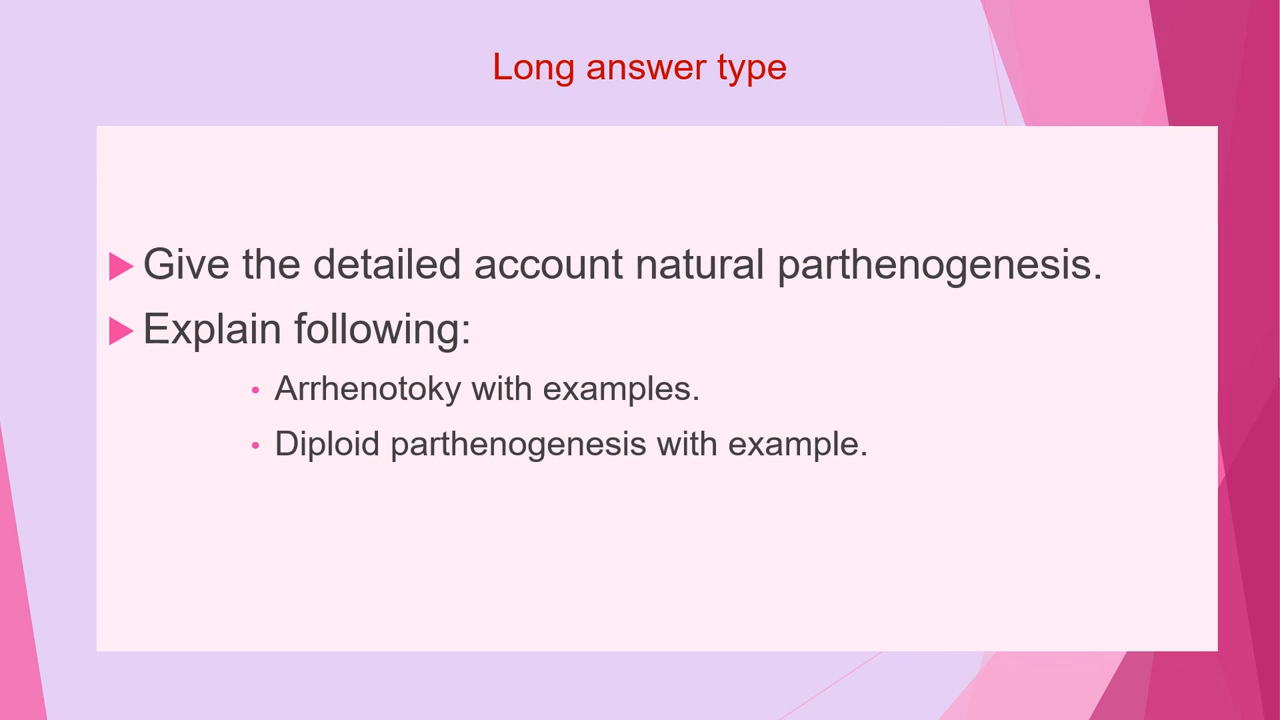 Long answer type
Give the detailed account natural parthenogenesis.
Explain following:
• Arrhenotoky with examples.
• Diploid parthenogenesis with example.